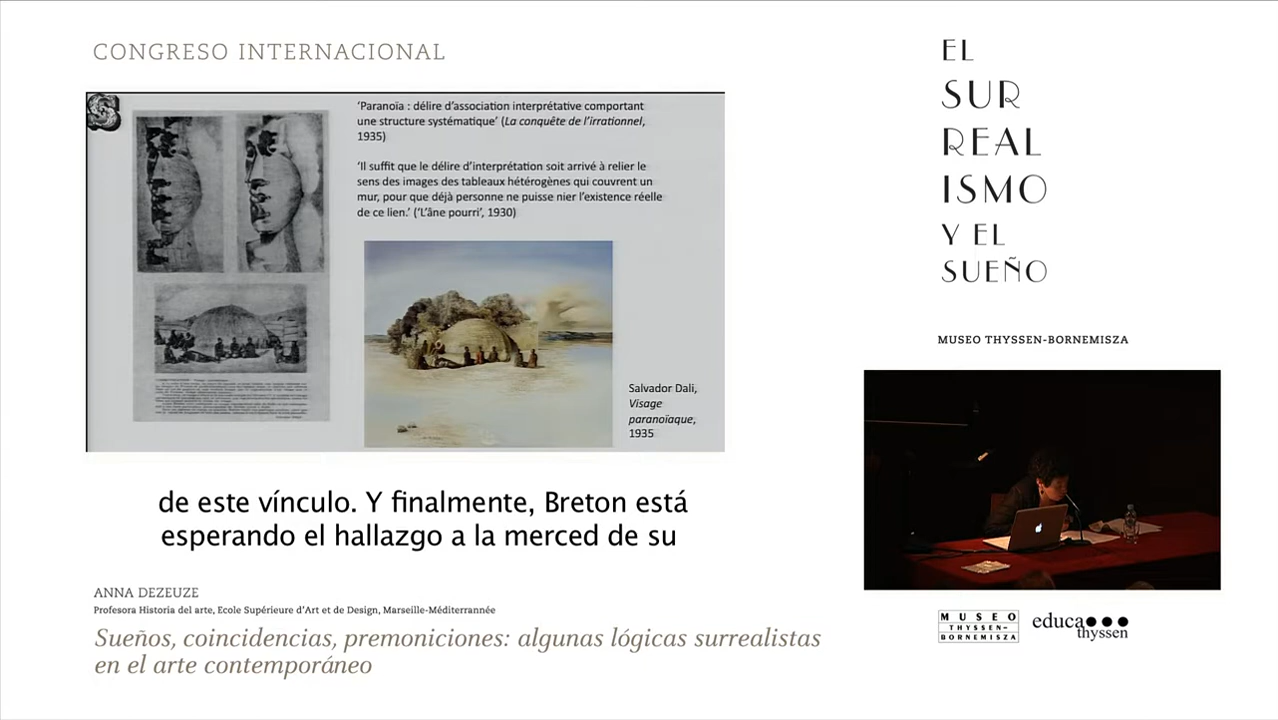 CONGRESO INTERNACIONAL
EL
SUR
REAL
ISMO
Y EL
SUEÑO
MUSEO THYSSEN-BORNEMISZA
‘Paranoïa : délire d’association interprétative comportant
une structure systématique’ (La conquête de l’irrationnel,
1935)
‘Il suffit que le délire d’interprétation soit arrivé à relier le
sens des images des tableaux hétérogènes qui couvrent un
mur, pour que déjà personne ne puisse nier l’existence réelle
de ce lien.’ (‘L’âne pourri’, 1930)
Salvador Dalí,
Visage
paranoïaque,
1935
de este vínculo. Y finalmente, Breton está
esperando el hallazgo a la merced de su
ANNA DEZEUZE
Profesora Historia del arte, Ecole Supérieure d’Art et de Design, Marseille-Méditerrannée
Sueños, coincidencias, premoniciones: algunas lógicas surrealistas
en el arte contemporáneo
MUSEO
THYSSEN-
BORNEMISZA
educa
thyssen